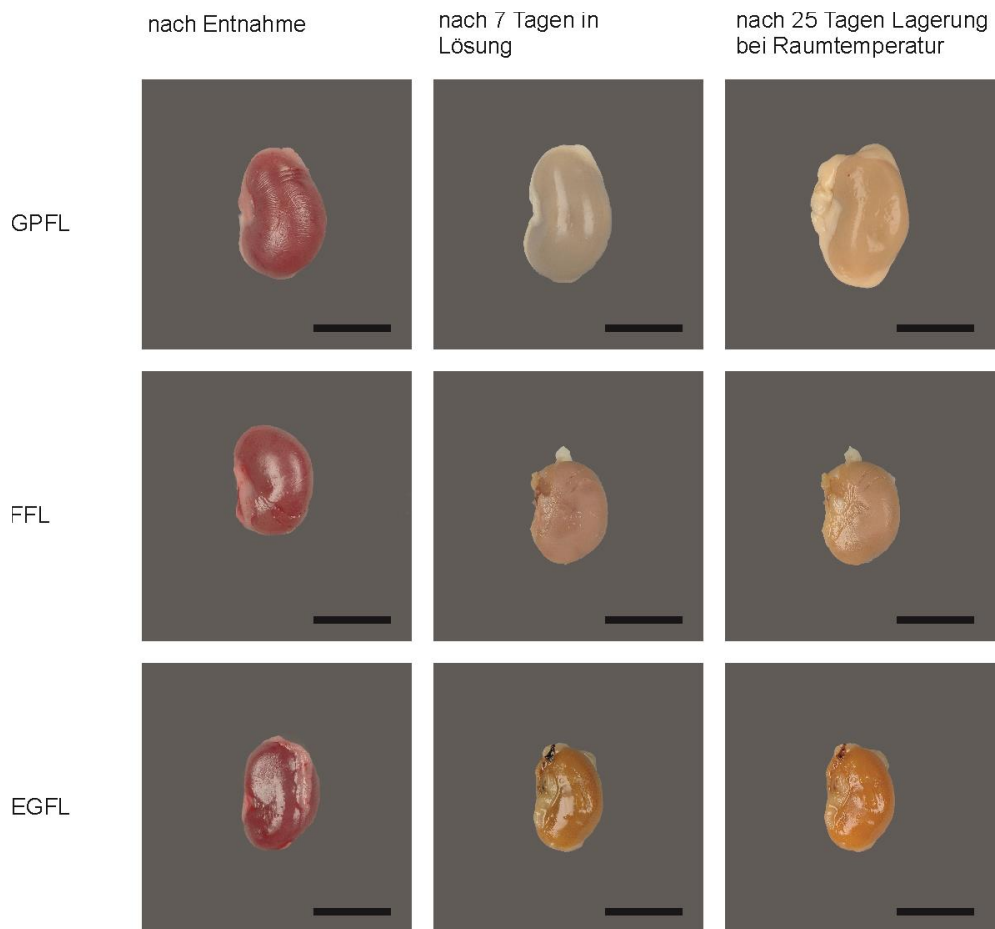 nach Entnahme
nach 7 Tagen in
Lösung
nach 25 Tagen Lagerung
bei Raumtemperatur
GPFL
FFL
EGFL